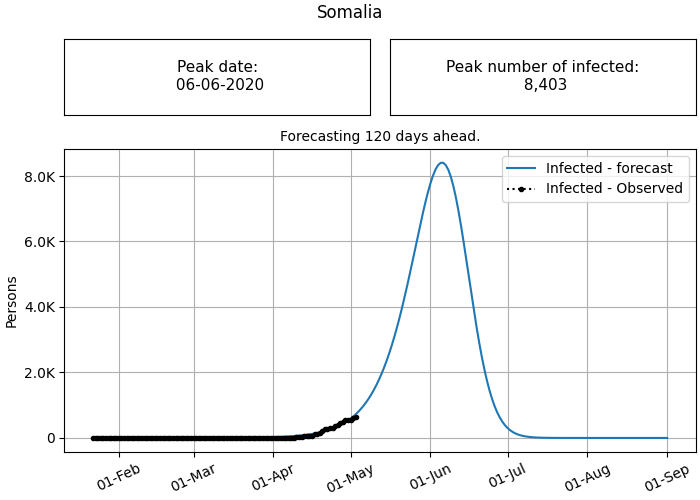 Somalia
Peak date:
06-06-2020
Peak number of infected:
8,403
Forecasting 120 days ahead.
Infected - forecast
Infected - Observed
Persons
8.0K
6.0K
4.0K
2.0K
0
01-Feb
01-Mar
01-Apr
01-May
01-Jun
01-Jul
01-Aug
01-Sep